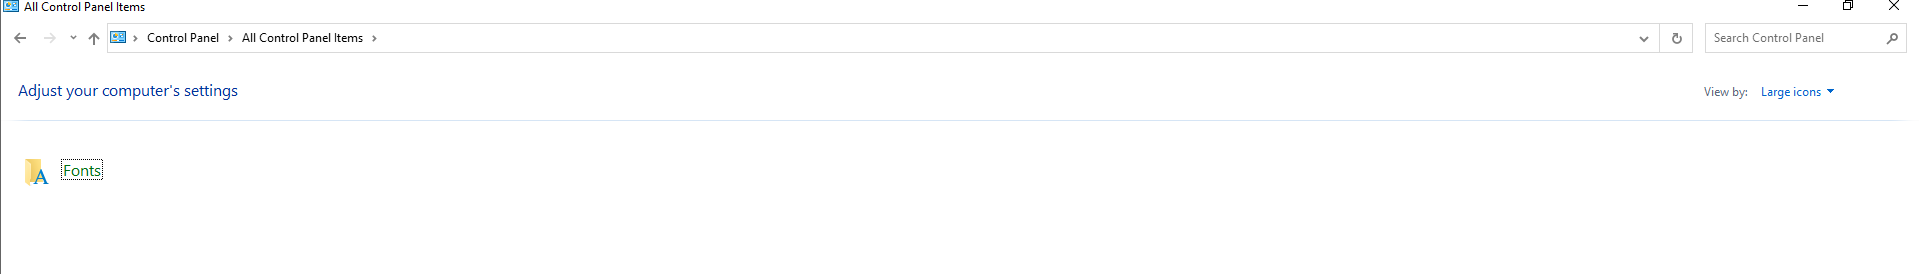 All Control Panel Items
Control Panel > All Control Panel Items >
Search Control Panel
Adjust your computer's settings
View by: Large icons
Fonts